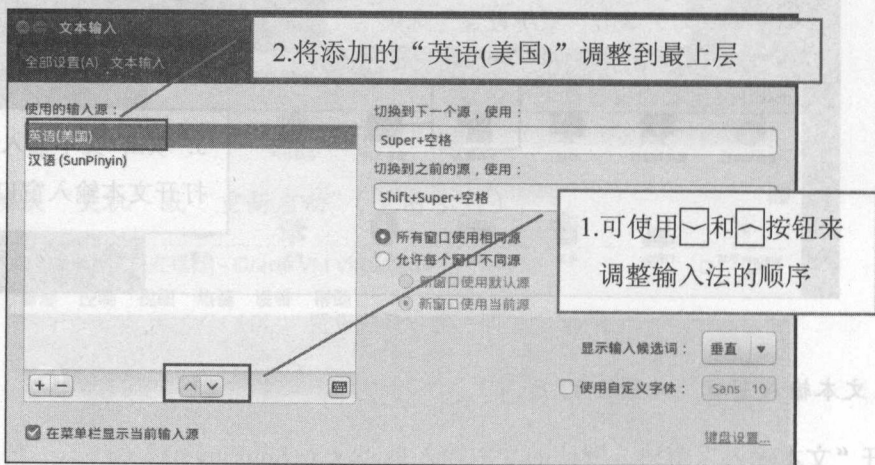 文本输入
全部设置(A) 文本输入
2.将添加的“英语(美国)”调整到最上层
使用的输入源：
英语(美国)
汉语 (SunPinyin)
切换到下一个源，使用：
Super+空格
切换到之前的源，使用：
Shift+Super+空格
所有窗口使用相同源
允许每个窗口不同源
新窗口使用默认源
新窗口使用当前源
1.可使用和按钮来
调整输入法的顺序
显示输入候选词：
垂直
使用自定义字体：
Sans 10
在菜单栏显示当前输入源
键盘设置...